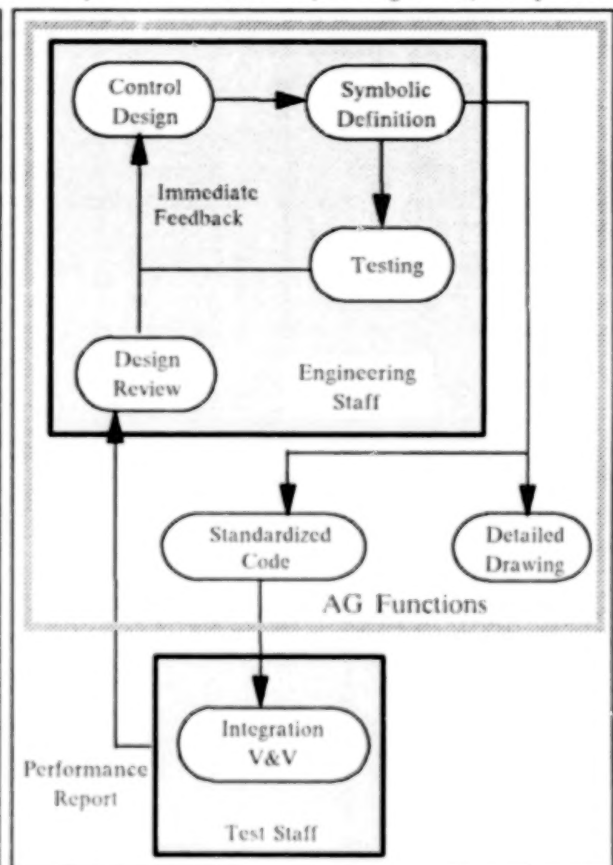 Control
Design
Symbolic
Definition
Immediate
Feedback
Testing
Design
Review
Engineering
Staff
Standardized
Code
Detailed
Drawing
AG Functions
Integration
V&V
Performance
Report
Test Staff